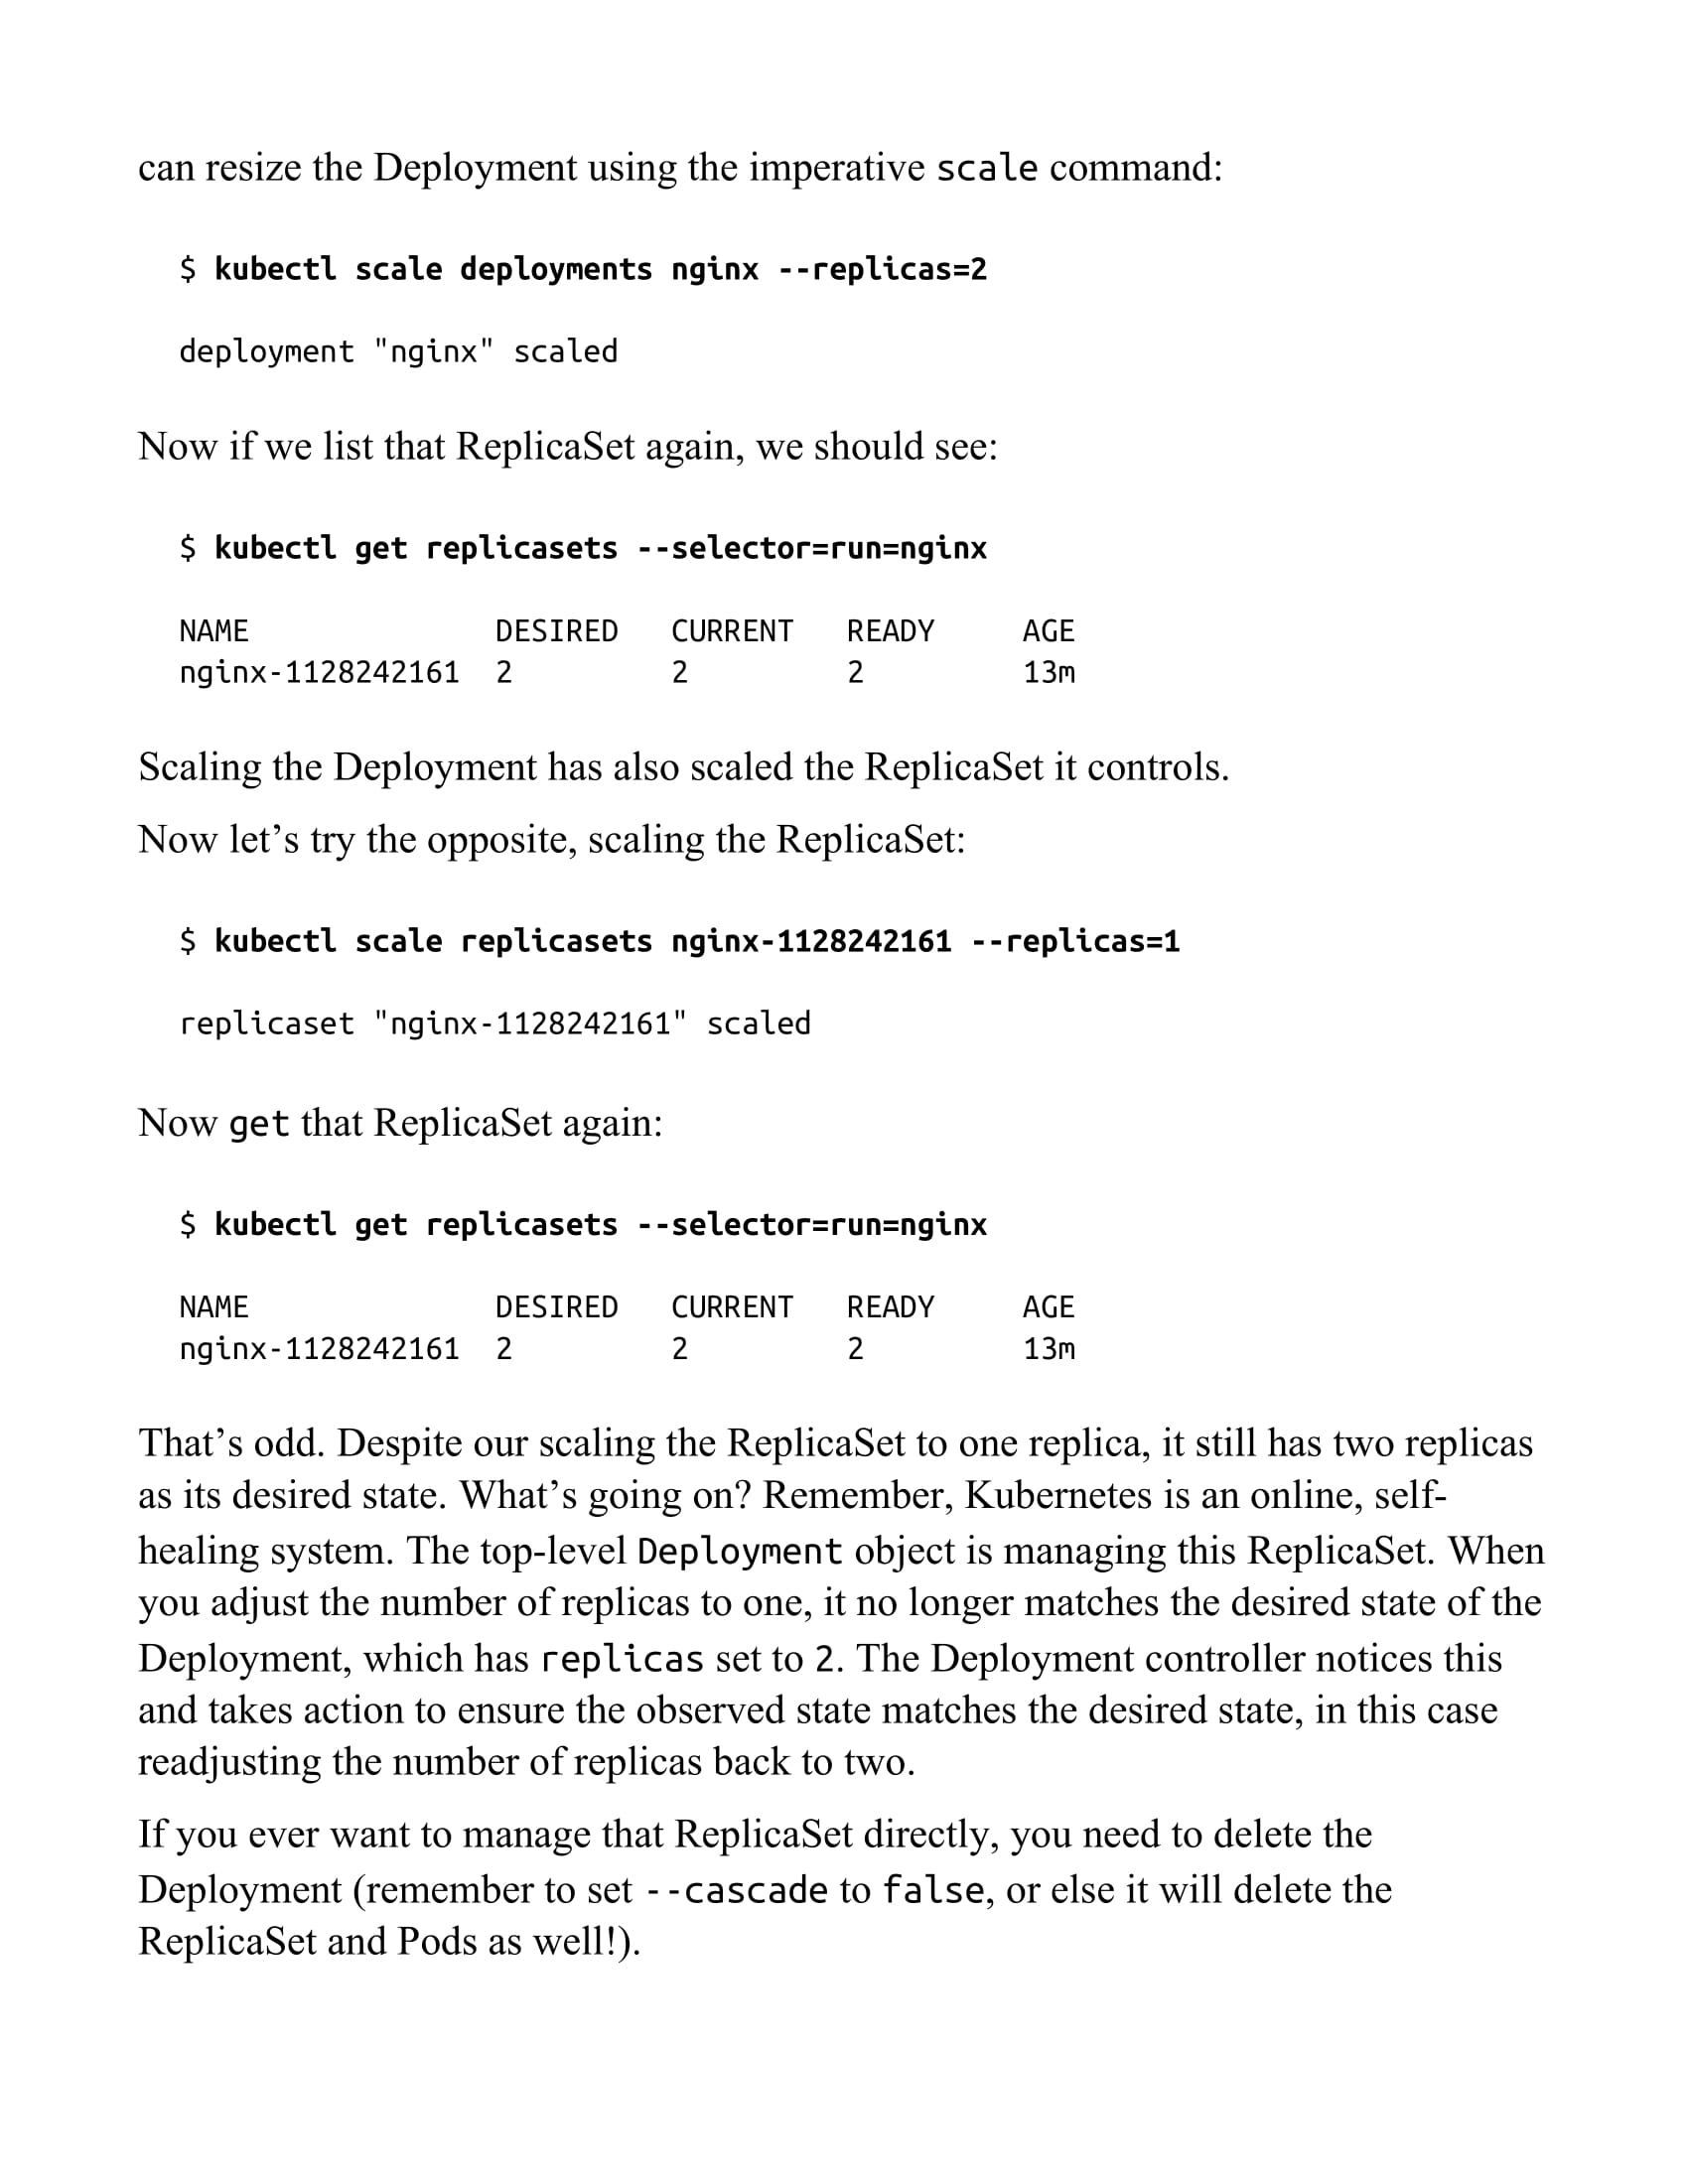 can resize the Deployment using the imperative scale command:
$ kubectl scale deployments nginx --replicas=2
deployment "nginx" scaled
Now if we list that ReplicaSet again, we should see:
$ kubectl get replicasets --selector=run=nginx
NAME DESIRED CURRENT READY AGE
nginx-1128242161 2 2 2 13m
Scaling the Deployment has also scaled the ReplicaSet it controls.
Now let’s try the opposite, scaling the ReplicaSet:
$ kubectl scale replicasets nginx-1128242161 --replicas=1
replicaset "nginx-1128242161" scaled
Now get that ReplicaSet again:
$ kubectl get replicasets --selector=run=nginx
NAME DESIRED CURRENT READY AGE
nginx-1128242161 2 2 2 13m
That’s odd. Despite our scaling the ReplicaSet to one replica, it still has two replicas
as its desired state. What’s going on? Remember, Kubernetes is an online, self-
healing system. The top-level Deployment object is managing this ReplicaSet. When
you adjust the number of replicas to one, it no longer matches the desired state of the
Deployment, which has replicas set to 2. The Deployment controller notices this
and takes action to ensure the observed state matches the desired state, in this case
readjusting the number of replicas back to two.
If you ever want to manage that ReplicaSet directly, you need to delete the
Deployment (remember to set --cascade to false, or else it will delete the
ReplicaSet and Pods as well!).